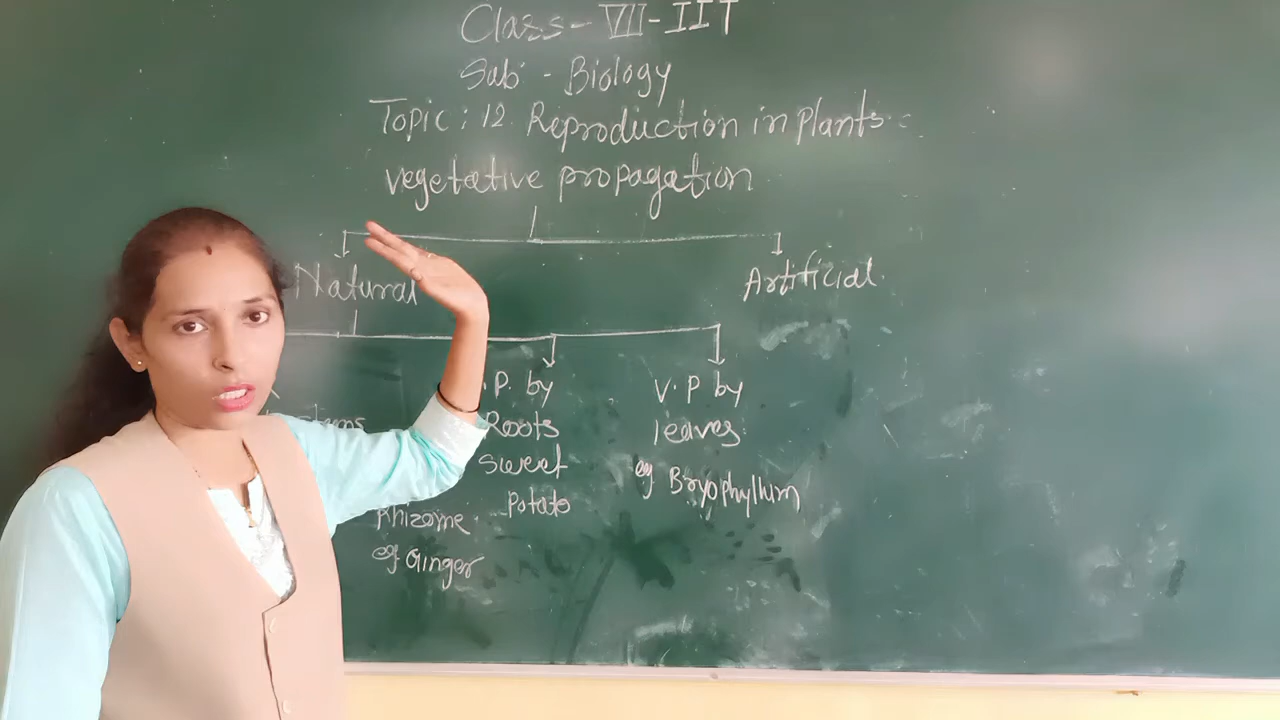 Class - VII - IIT
Sub - Biology
Topic : 12. Reproduction in plants
vegetative propagation
Natural
Artificial
.P. by
Roots
Sweet
Potato
V.P by
leaves
eg Bryophyllum
stems
Rhizome
eg Ginger